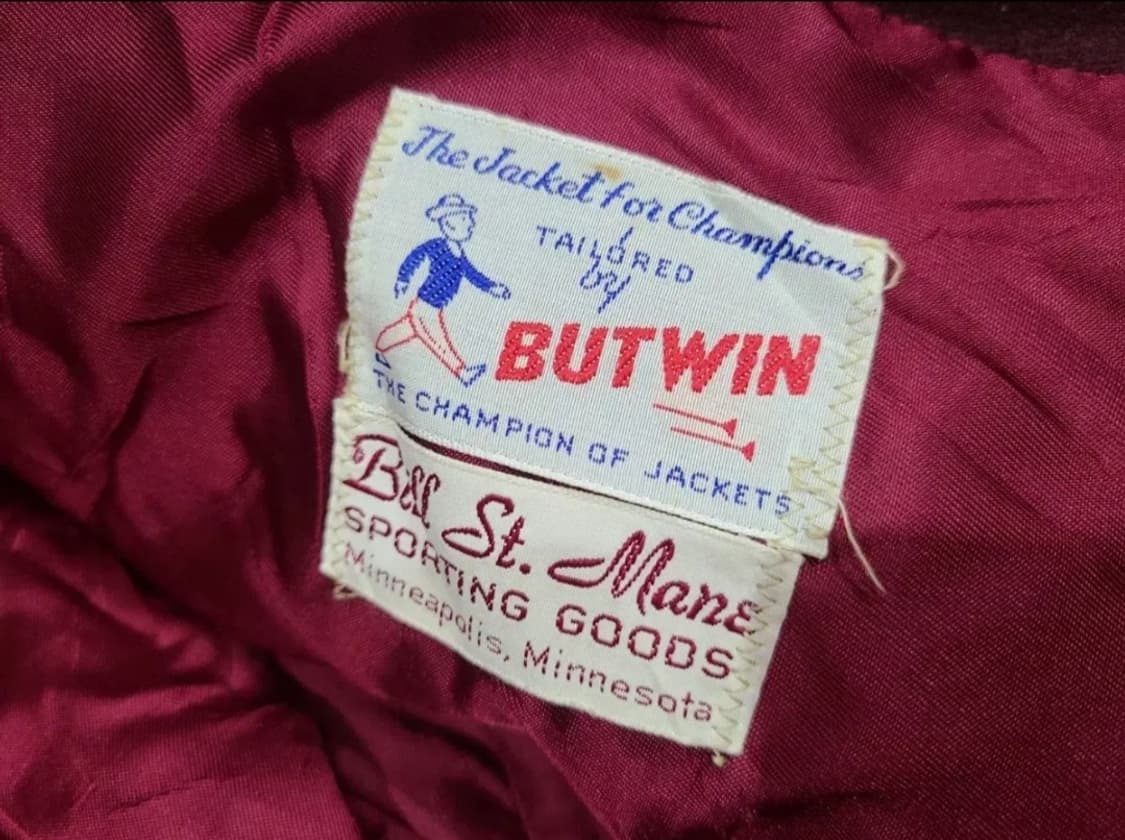 The Jacket for Champions
TAILORED
by
BUTWIN
THE CHAMPION OF JACKETS
Bill St. Mane
SPORTING GOODS
Minneapolis, Minnesota